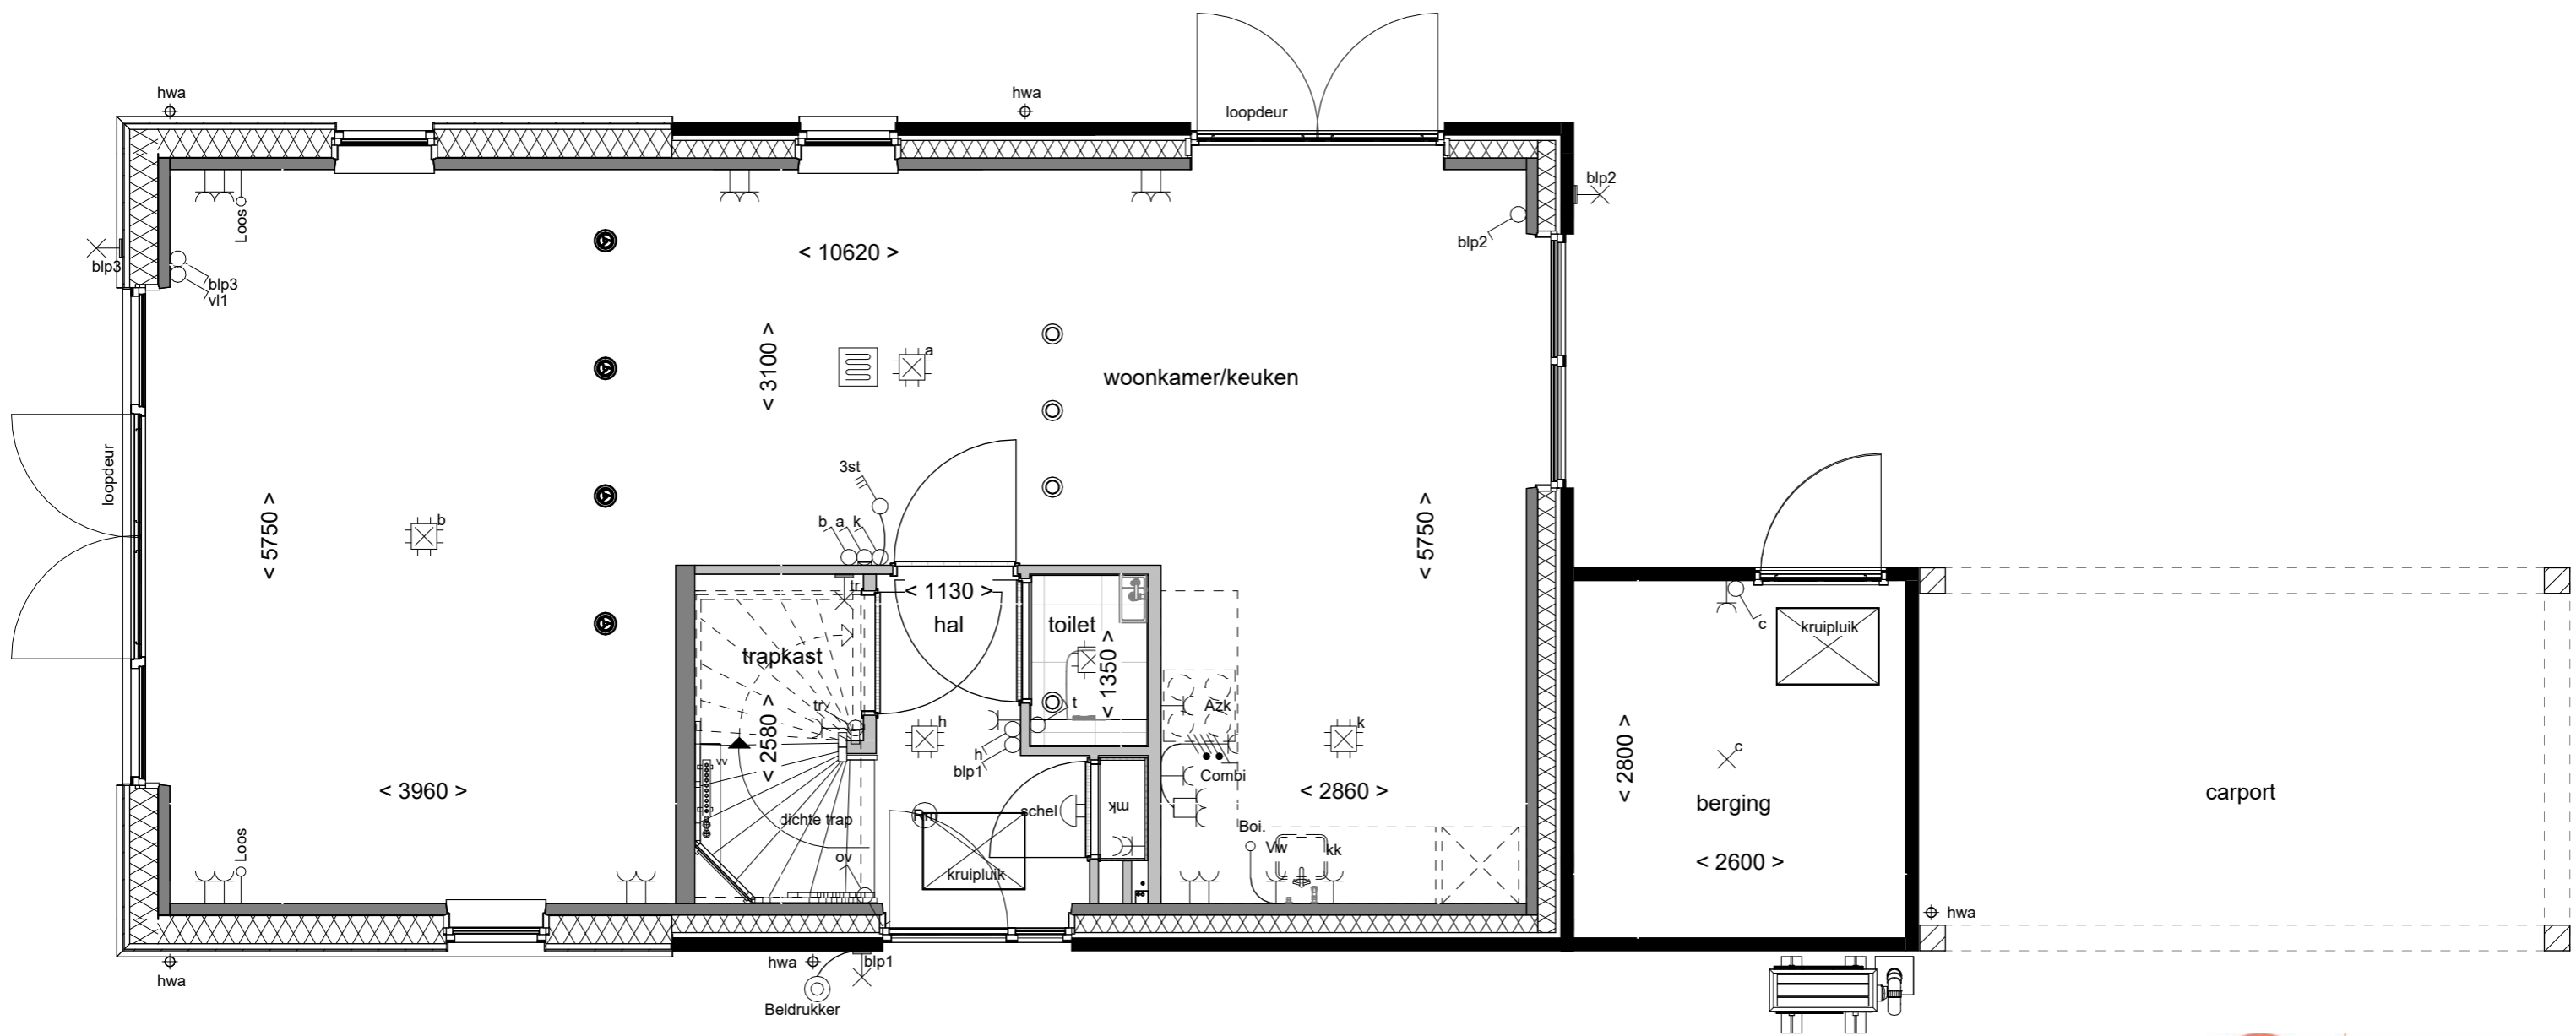 hwa
hwa
loopdeur
blp2
Loos
blp2
< 10620 >
blp3
blp3
vl1
a
< 3100 >
woonkamer/keuken
loopdeur
3st
b
a
k
b
< 5750 >
< 5750 >
tr
< 1130 >
hal
toilet
c
kruipluik
trapkast
< 1350 >
t
tr
Azk
h
k
h
blp1
< 2580 >
vv
Combi
c
< 2800 >
< 3960 >
< 2860 >
carport
berging
schel
mk
Rm
dichte trap
Boi.
Vw
kk
ov
Loos
< 2600 >
kruipluik
hwa
hwa
blp1
hwa
Beldrukker